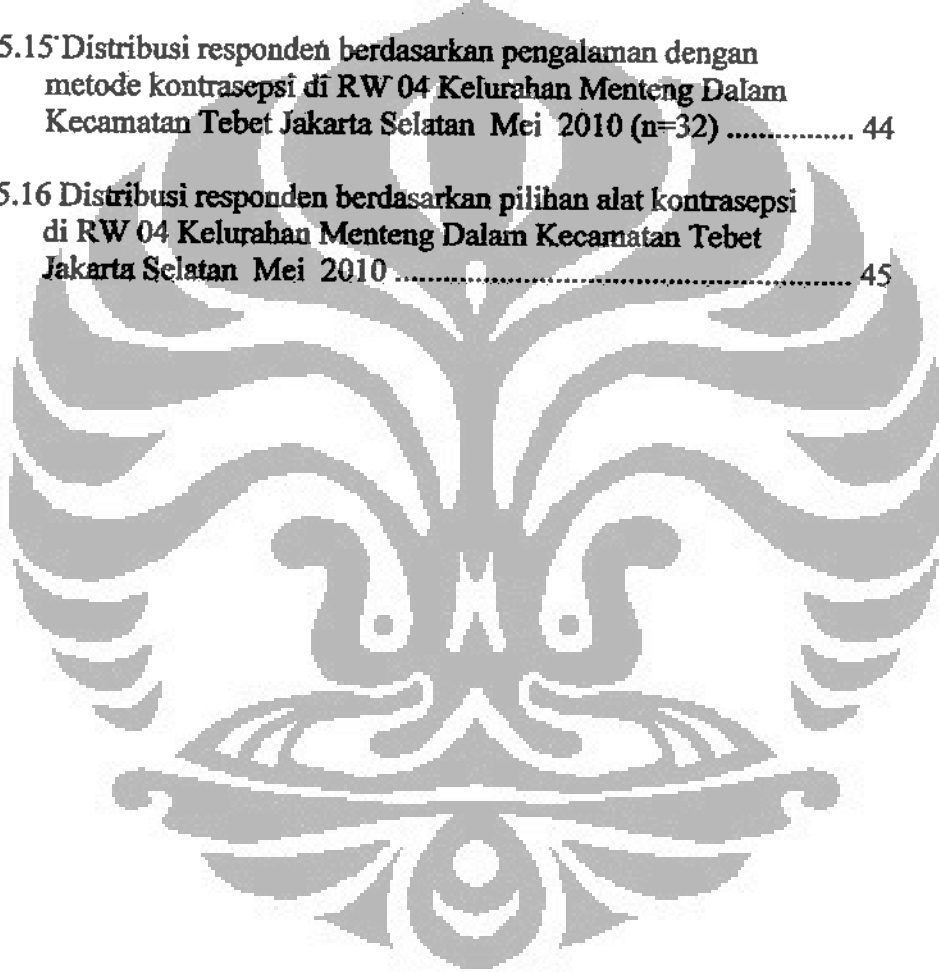 5.15 Distribusi responden berdasarkan pengalaman dengan
metode kontrasepsi di RW 04 Kelurahan Menteng Dalam
Kecamatan Tebet Jakarta Selatan Mei 2010 (n=32) ................ 44
5.16 Distribusi responden berdasarkan pilihan alat kontrasepsi
di RW 04 Kelurahan Menteng Dalam Kecamatan Tebet
Jakarta Selatan Mei 2010 ......................................................... 45